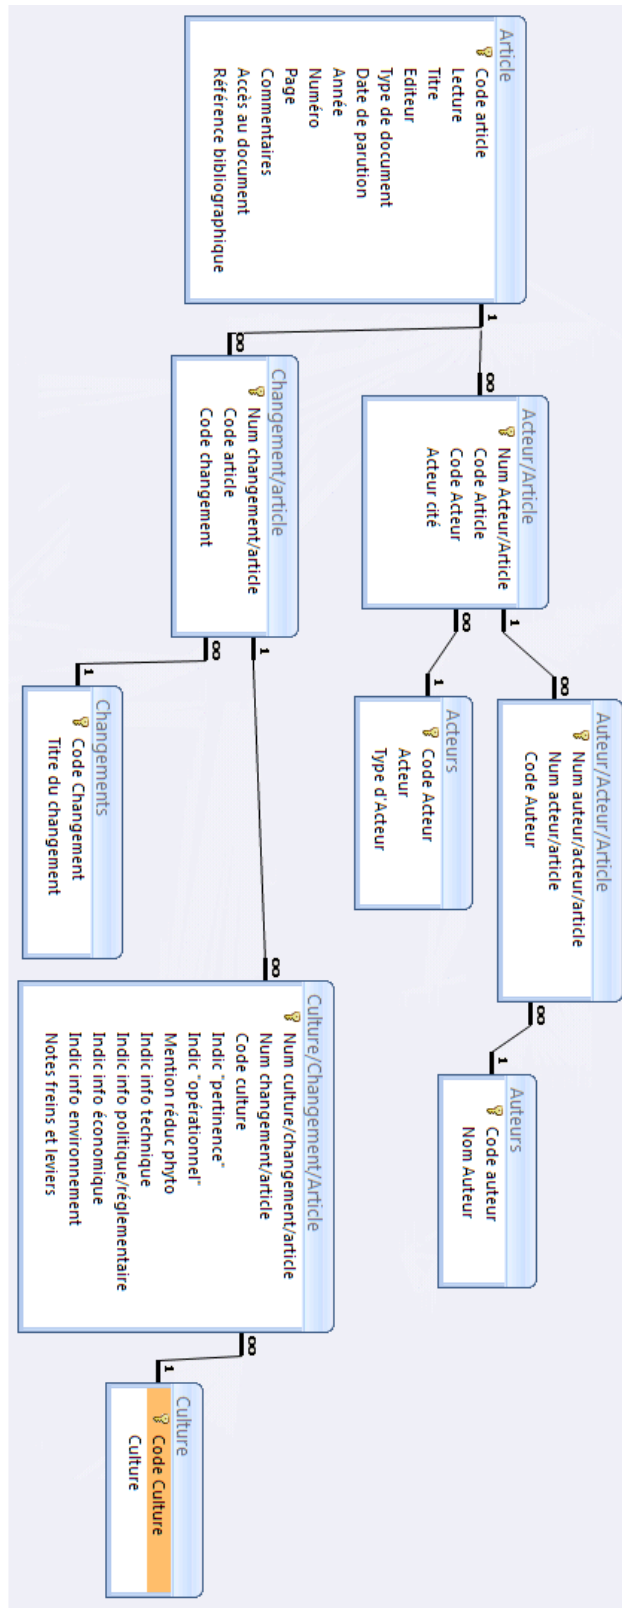 Article
Code article
Lecture
Titre
Editeur
Type de document
Date de parution
Année
Numéro
Page
Commentaires
Accès au document
Référence bibliographique
1
∞
∞
Acteur/Article
Num Acteur/Article
Code Article
Code Acteur
Acteur cité
1
∞
∞
1
Auteur/Acteur/Article
Num auteur/acteur/article
Num acteur/article
Code Auteur
∞
1
Auteurs
Code auteur
Nom Auteur
Acteurs
Code Acteur
Acteur
Type d'Acteur
Changement/article
Num changement/article
Code article
Code changement
1
∞
∞
1
Changements
Code Changement
Titre du changement
Culture/Changement/Article
Num culture/changement/article
Num changement/article
Code culture
Indic "pertinence"
Indic "opérationnel"
Mention réduc phyto
Indic info technique
Indic info politique/réglementaire
Indic info économique
Indic info environnement
Notes freins et leviers
∞
1
Culture
Code Culture
Culture